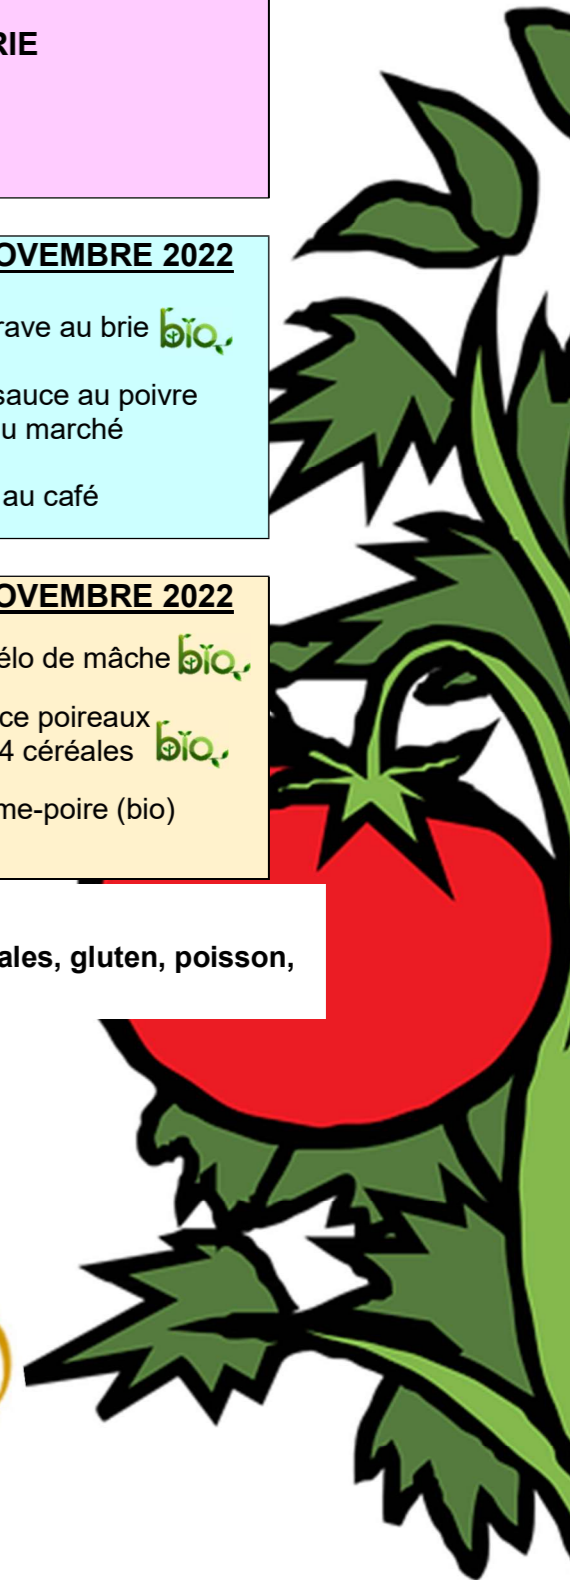 RIE
OVEMBRE 2022
rave au brie bio
sauce au poivre
u marché
au café
OVEMBRE 2022
élo de mâche bio
ce poireaux
4 céréales bio
me-poire (bio)
ales, gluten, poisson,